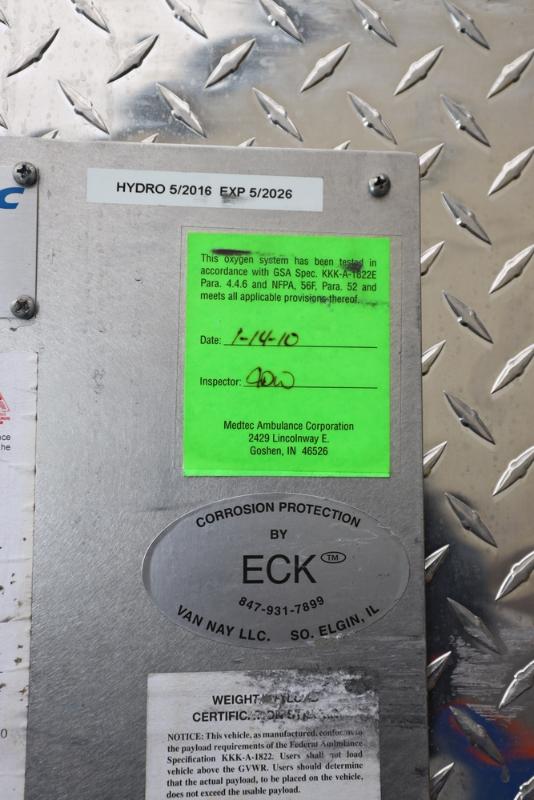 HYDRO 5/2016 EXP 5/2026
This oxygen system has been tested in
accordance with GSA Spec. KKK-A-1822E
Para. 4.4.6 and NFPA, 56F, Para. 52 and
meets all applicable provisions thereof.
Date: 1-14-10
Inspector:
Medtec Ambulance Corporation
2429 Lincolnway E.
Goshen, IN 46526
CORROSION PROTECTION
BY
ECK™
847-931-7899
VAN NAY LLC. SO. ELGIN, IL
WEIGHT
NOTICE: This vehicle, as manufactured, conforms to
the payload requirements of the Federal Ambulance
Specification KKK-A-1822. Users shall not load
vehicle above the GVWR. Users should determine
that the actual payload, to be placed on the vehicle,
does not exceed the usable payload.
C
the
0